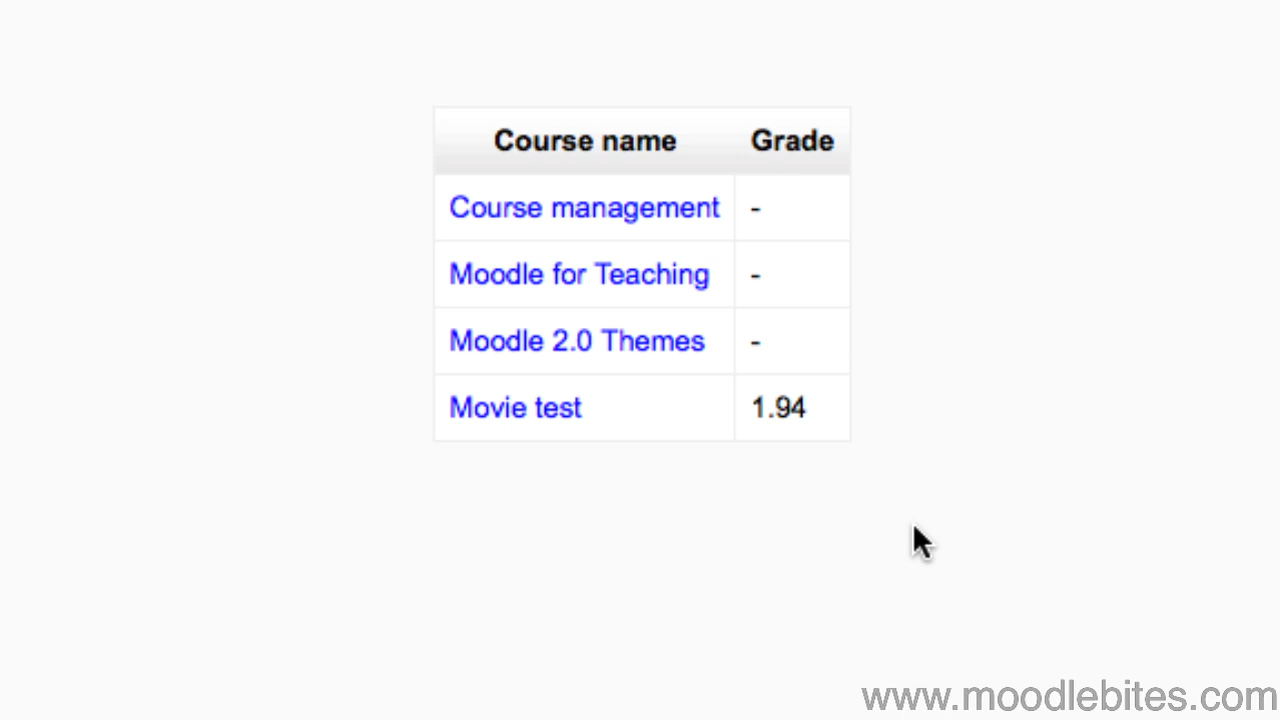 Course name Grade
Course management -
Moodle for Teaching -
Moodle 2.0 Themes -
Movie test 1.94
www.moodlebites.com